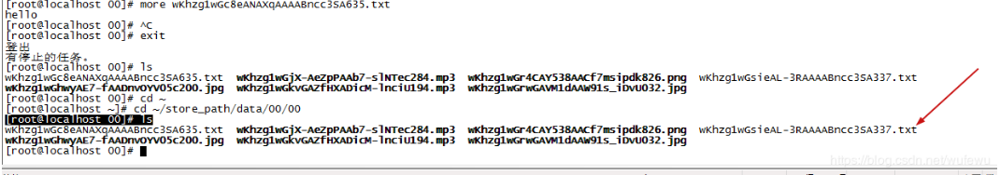 [root@localhost 00]# more wKhzg1wGc8eANAXqAAAABncc3SA635.txt
hello
[root@localhost 00]# ^C
[root@localhost 00]# exit
登出
有停止的任务。
[root@localhost 00]# ls
wKhzg1wGc8eANAXqAAAABncc3SA635.txt wKhzg1wGjX-AeZpPAAb7-slNTec284.mp3 wKhzg1wGr4CAY538AACf7msipdk826.png wKhzg1wGsieAL-3RAAAABncc3SA337.txt
wKhzg1wGhwyAE7-fAADnvOYV05c200.jpg wKhzg1wGkvGAZfHXADicM-lnciU194.mp3 wKhzg1wGrwGAVM1dAAW91s_iDvU032.jpg
[root@localhost 00]# cd ~
[root@localhost ~]# cd ~/store_path/data/00/00
[root@localhost 00]# ls
wKhzg1wGc8eANAXqAAAABncc3SA635.txt wKhzg1wGjX-AeZpPAAb7-slNTec284.mp3 wKhzg1wGr4CAY538AACf7msipdk826.png wKhzg1wGsieAL-3RAAAABncc3SA337.txt
wKhzg1wGhwyAE7-fAADnvOYV05c200.jpg wKhzg1wGkvGAZfHXADicM-lnciU194.mp3 wKhzg1wGrwGAVM1dAAW91s_iDvU032.jpg
[root@localhost 00]#
https://blog.csdn.net/wufewu